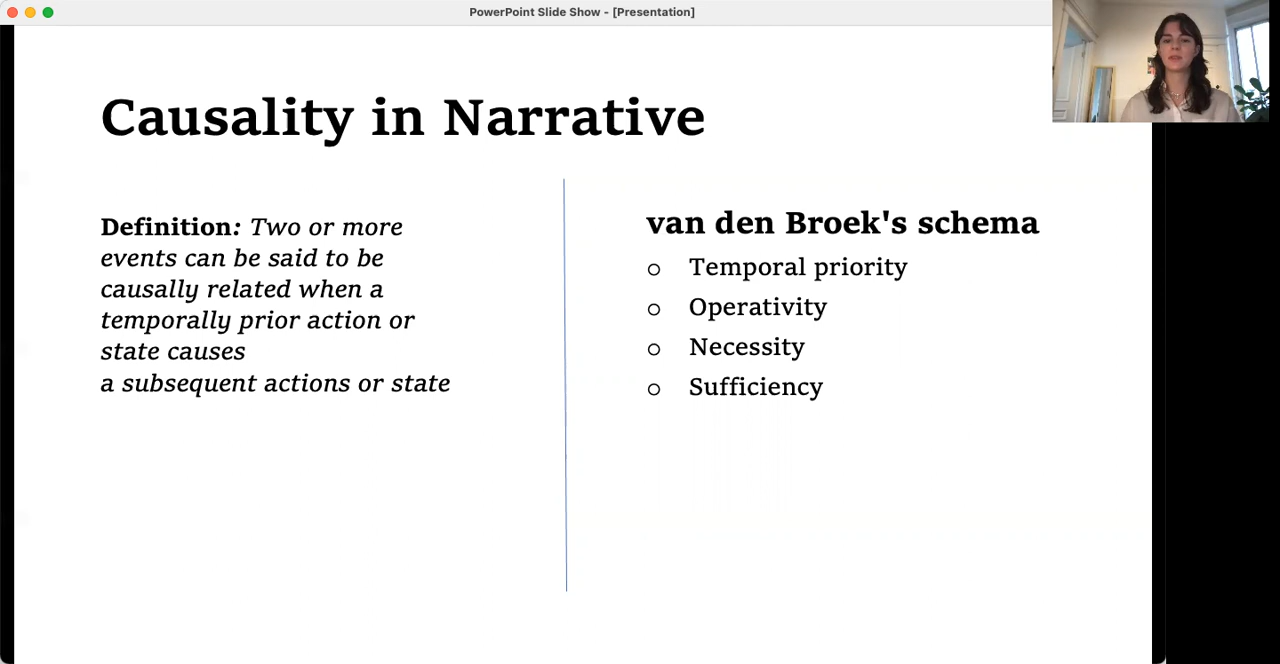 PowerPoint Slide Show - [Presentation]
Causality in Narrative
Definition: Two or more
events can be said to be
causally related when a
temporally prior action or
state causes
a subsequent actions or state
van den Broek's schema
Temporal priority
Operativity
Necessity
Sufficiency